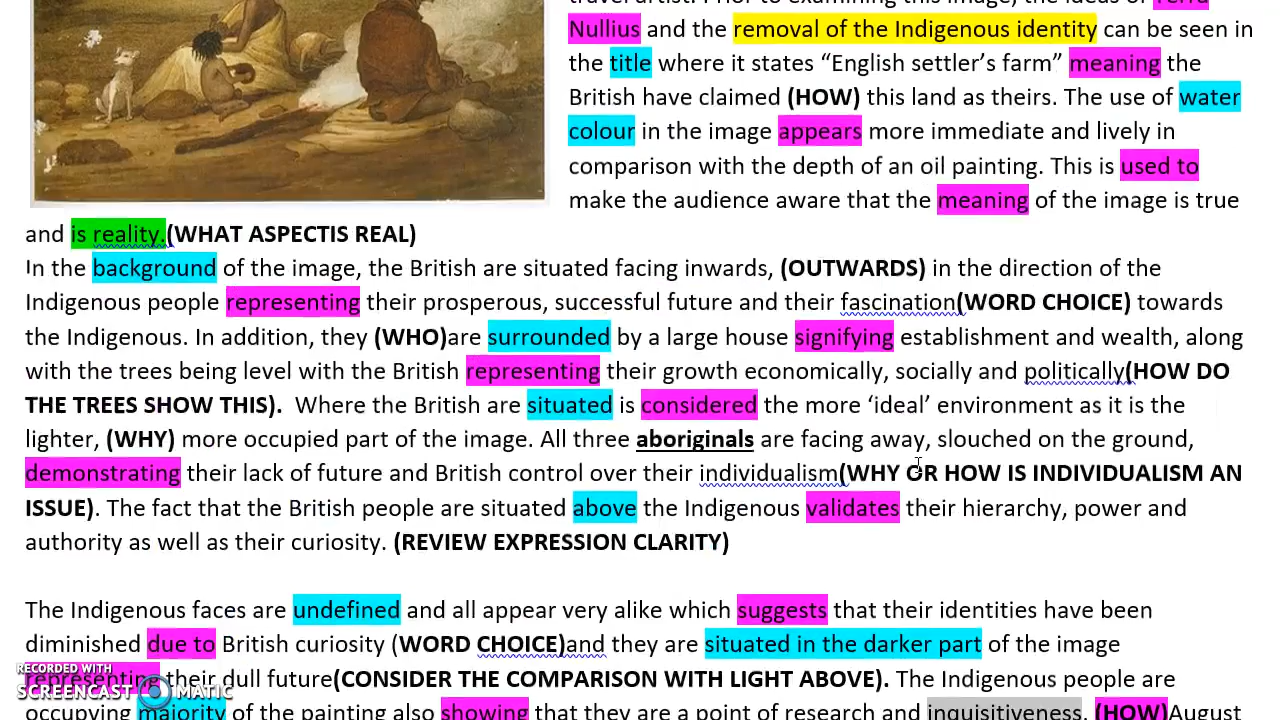 travel artist. Prior to examining this image, the ideas of Terra
Nullius and the removal of the Indigenous identity can be seen in
the title where it states “English settler’s farm” meaning the
British have claimed (HOW) this land as theirs. The use of water
colour in the image appears more immediate and lively in
comparison with the depth of an oil painting. This is used to
make the audience aware that the meaning of the image is true
and is reality.(WHAT ASPECTIS REAL)
In the background of the image, the British are situated facing inwards, (OUTWARDS) in the direction of the
Indigenous people representing their prosperous, successful future and their fascination(WORD CHOICE) towards
the Indigenous. In addition, they (WHO)are surrounded by a large house signifying establishment and wealth, along
with the trees being level with the British representing their growth economically, socially and politically(HOW DO
THE TREES SHOW THIS).  Where the British are situated is considered the more ‘ideal’ environment as it is the
lighter, (WHY) more occupied part of the image. All three aboriginals are facing away, slouched on the ground,
demonstrating their lack of future and British control over their individualism(WHY OR HOW IS INDIVIDUALISM AN
ISSUE). The fact that the British people are situated above the Indigenous validates their hierarchy, power and
authority as well as their curiosity. (REVIEW EXPRESSION CLARITY)
The Indigenous faces are undefined and all appear very alike which suggests that their identities have been
diminished due to British curiosity (WORD CHOICE)and they are situated in the darker part of the image
representing their dull future(CONSIDER THE COMPARISON WITH LIGHT ABOVE). The Indigenous people are
occupying majority of the painting also showing that they are a point of research and inquisitiveness. (HOW)August
RECORDED WITH
SCREENCAST MATIC